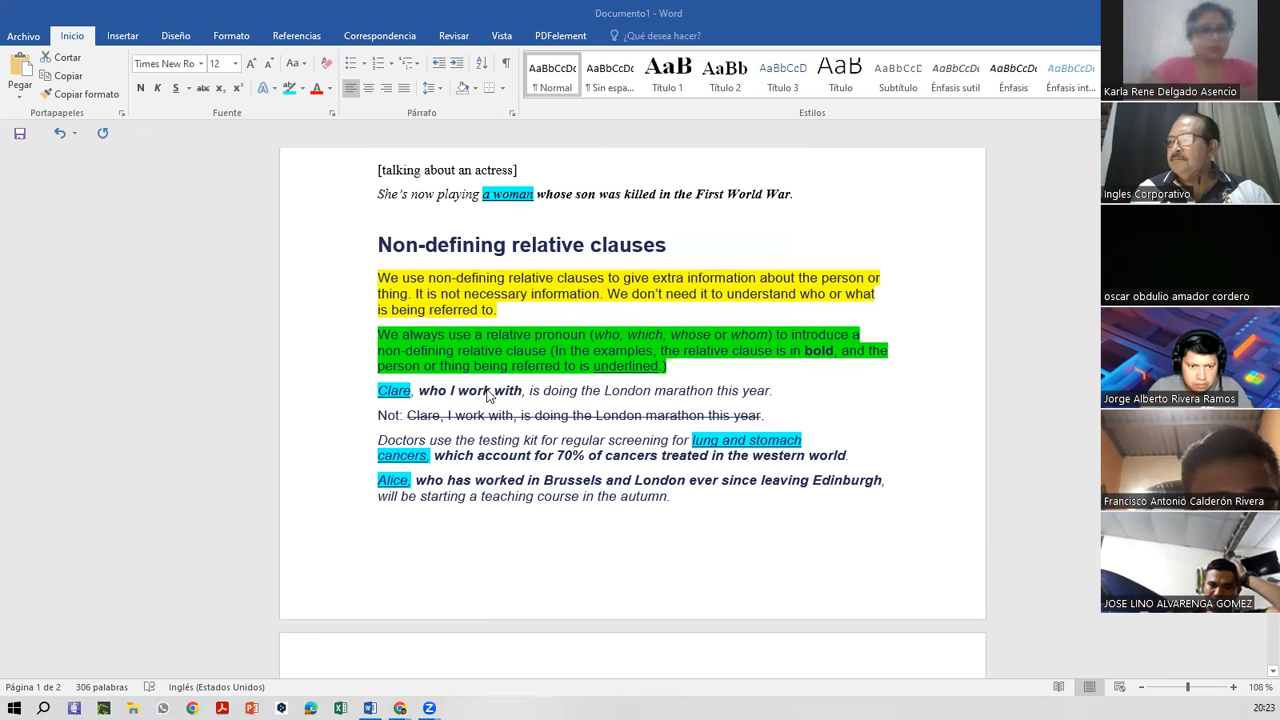 Documento1 - Word
Archivo Inicio Insertar Diseño Formato Referencias Correspondencia Revisar Vista PDFelement ¿Qué desea hacer?
Pegar
Cortar
Copiar
Copiar formato
Times New Ro 12
N K S
AaBbCcDc AaBbCcDc AaB AaBb AaBbCcD AaB AaBbCcD AaBbCcDt AaBbCcDt AaBbCcDt
¶ Normal ¶ Sin espa... Título 1 Título 2 Título 3 Título Subtítulo Énfasis sutil Énfasis Énfasis int...
Portapapeles Fuente Párrafo Estilos
[talking about an actress]
She’s now playing a woman whose son was killed in the First World War.
Non-defining relative clauses
We use non-defining relative clauses to give extra information about the person or
thing. It is not necessary information. We don’t need it to understand who or what
is being referred to.
We always use a relative pronoun (who, which, whose or whom) to introduce a
non-defining relative clause (In the examples, the relative clause is in bold, and the
person or thing being referred to is underlined.)
Clare, who I work with, is doing the London marathon this year.
Not: Clare, I work with, is doing the London marathon this year.
Doctors use the testing kit for regular screening for lung and stomach
cancers, which account for 70% of cancers treated in the western world.
Alice, who has worked in Brussels and London ever since leaving Edinburgh,
will be starting a teaching course in the autumn.
Karla Rene Delgado Asencio
Ingles Corporativo
oscar obdulio amador cordero
Jorge Alberto Rivera Ramos
Francisco Antonió Calderón Rivera
JOSE LINO ALVARENGA GOMEZ
Página 1 de 2 306 palabras Inglés (Estados Unidos) 108 %
20:23